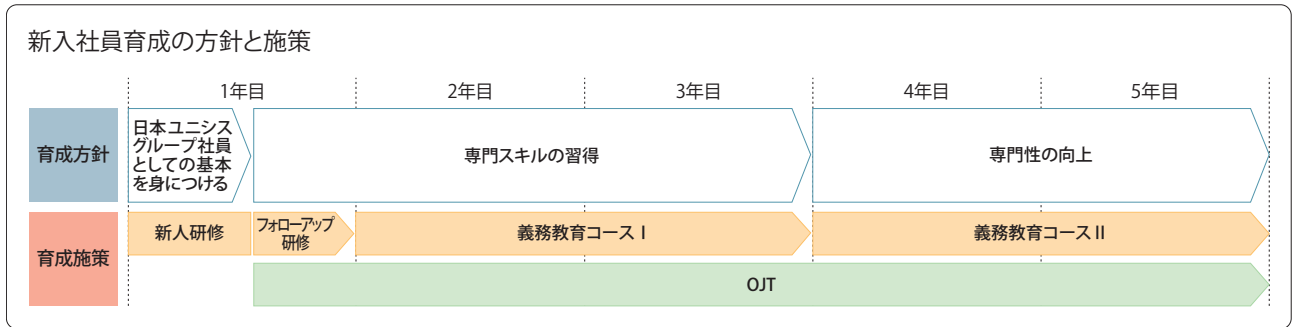 新入社員育成の方針と施策
1年目
2年目
3年目
4年目
5年目
育成方針
日本ユニシス
グループ社員
としての基本
を身につける
専門スキルの習得
専門性の向上
育成施策
新人研修
フォローアップ
研修
義務教育コース I
義務教育コース II
OJT